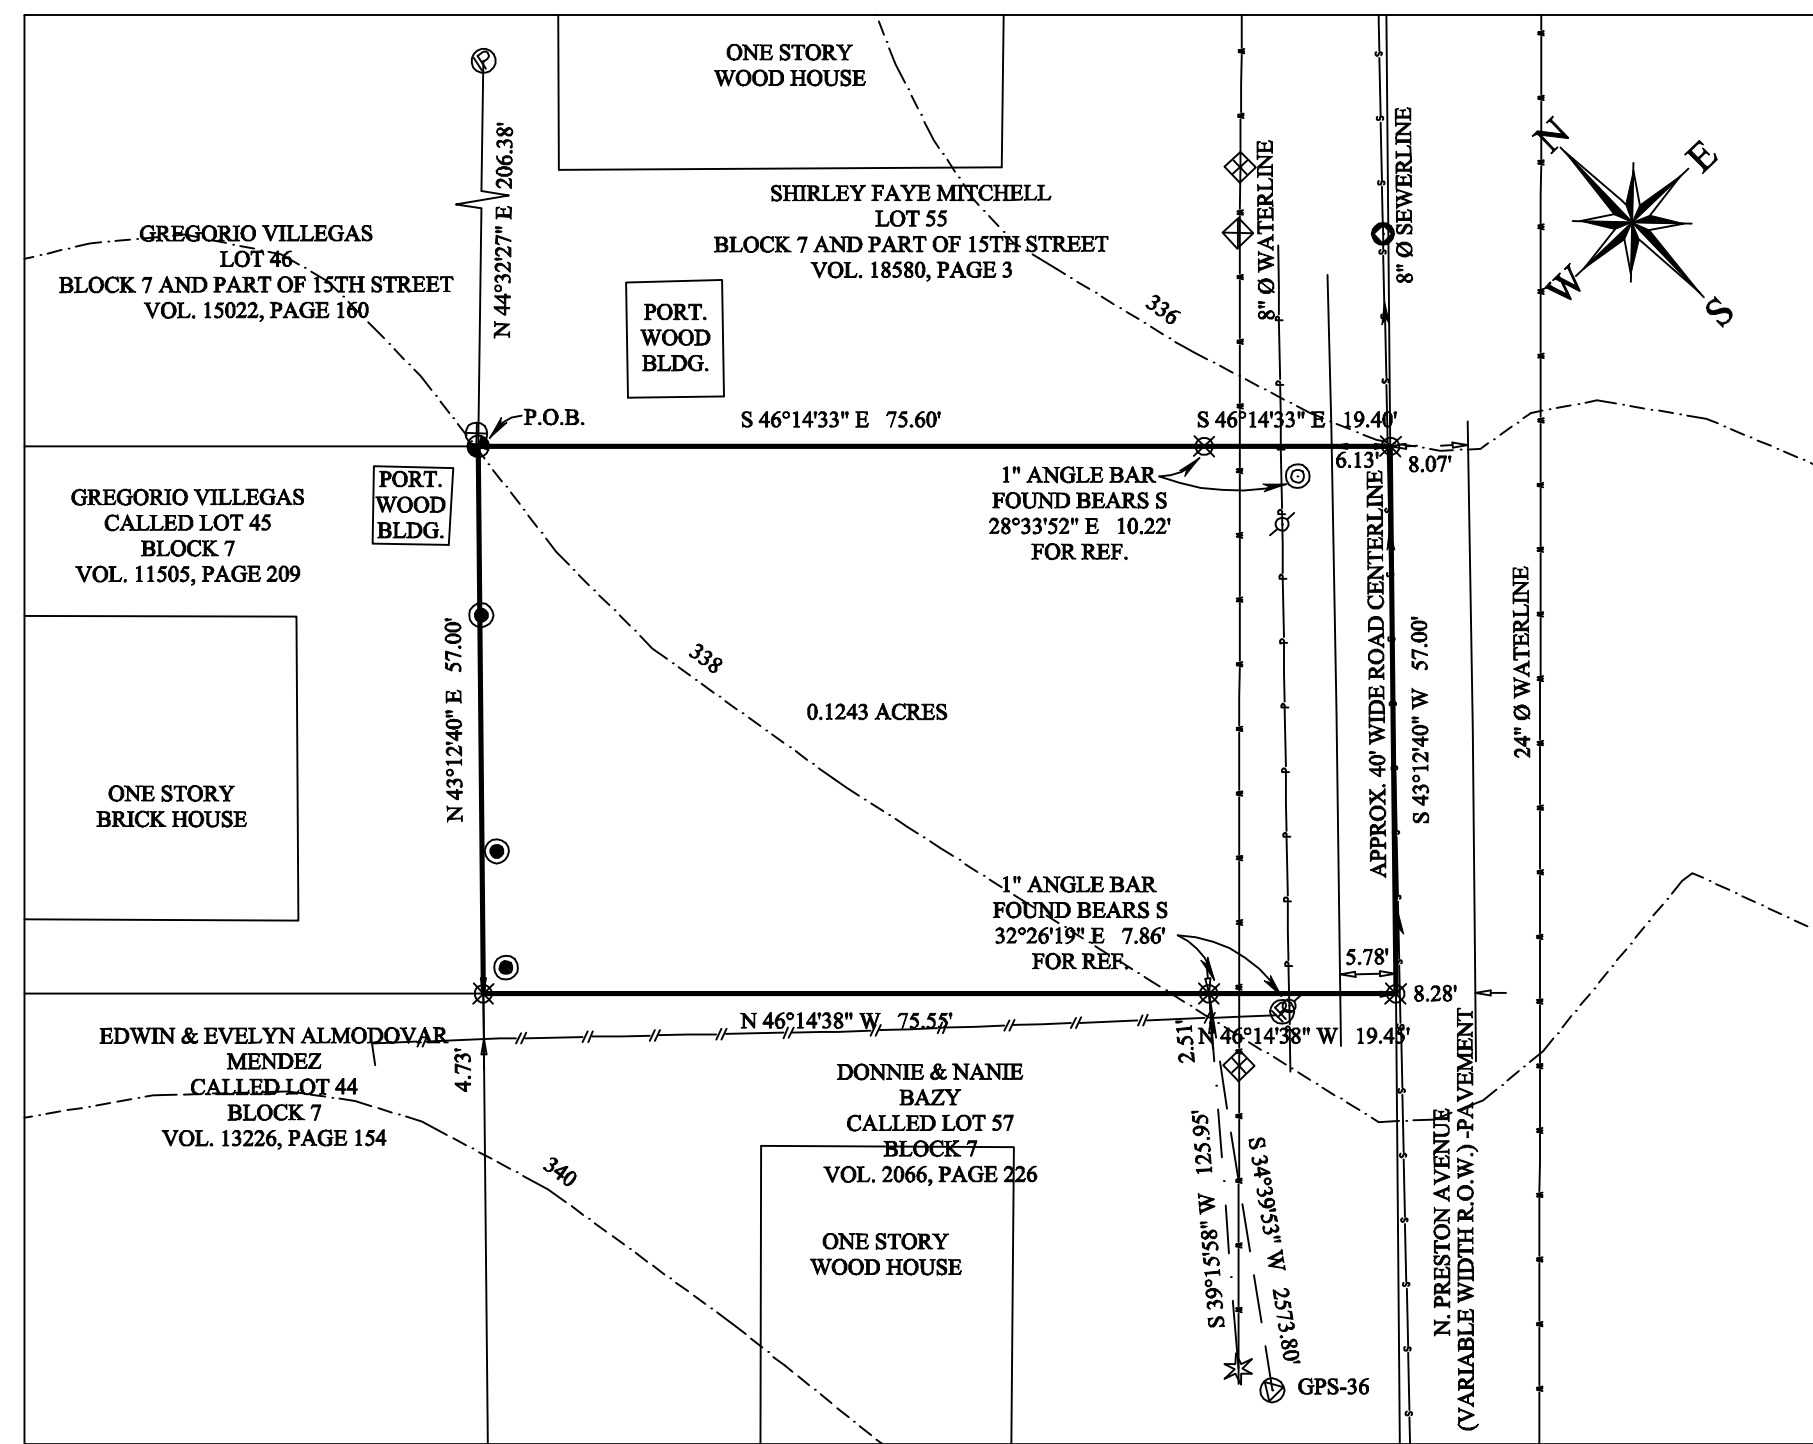 ONE STORY
WOOD HOUSE
N 44°32'27" E 206.38'
SHIRLEY FAYE MITCHELL
LOT 55
BLOCK 7 AND PART OF 15TH STREET
VOL. 18580, PAGE 3
GREGORIO VILLEGAS
LOT 46
BLOCK 7 AND PART OF 15TH STREET
VOL. 15022, PAGE 160
PORT.
WOOD
BLDG.
8" Ø WATERLINE
8" Ø SEWERLINE
N
E
W
S
336
P.O.B.
S 46°14'33" E 75.60'
S 46°14'33" E 19.40'
6.13'
8.07'
GREGORIO VILLEGAS
CALLED LOT 45
BLOCK 7
VOL. 11505, PAGE 209
PORT.
WOOD
BLDG.
1" ANGLE BAR
FOUND BEARS S
28°33'52" E 10.22'
FOR REF.
APPROX. 40' WIDE ROAD CENTERLINE
S 43°12'40" W 57.00'
24" Ø WATERLINE
N 43°12'40" E 57.00'
338
0.1243 ACRES
ONE STORY
BRICK HOUSE
1" ANGLE BAR
FOUND BEARS S
32°26'19" E 7.86'
FOR REF.
5.78'
8.28'
N 46°14'38" W 75.55'
N 46°14'38" W 19.45'
2.51'
4.73'
EDWIN & EVELYN ALMODOVAR
MENDEZ
CALLED LOT 44
BLOCK 7
VOL. 13226, PAGE 154
DONNIE & NANIE
BAZY
CALLED LOT 57
BLOCK 7
VOL. 2066, PAGE 226
340
ONE STORY
WOOD HOUSE
S 39°15'58" W 125.95'
S 34°39'53" W 2573.80'
GPS-36
N. PRESTON AVENUE
(VARIABLE WIDTH R.O.W.) -PAVEMENT